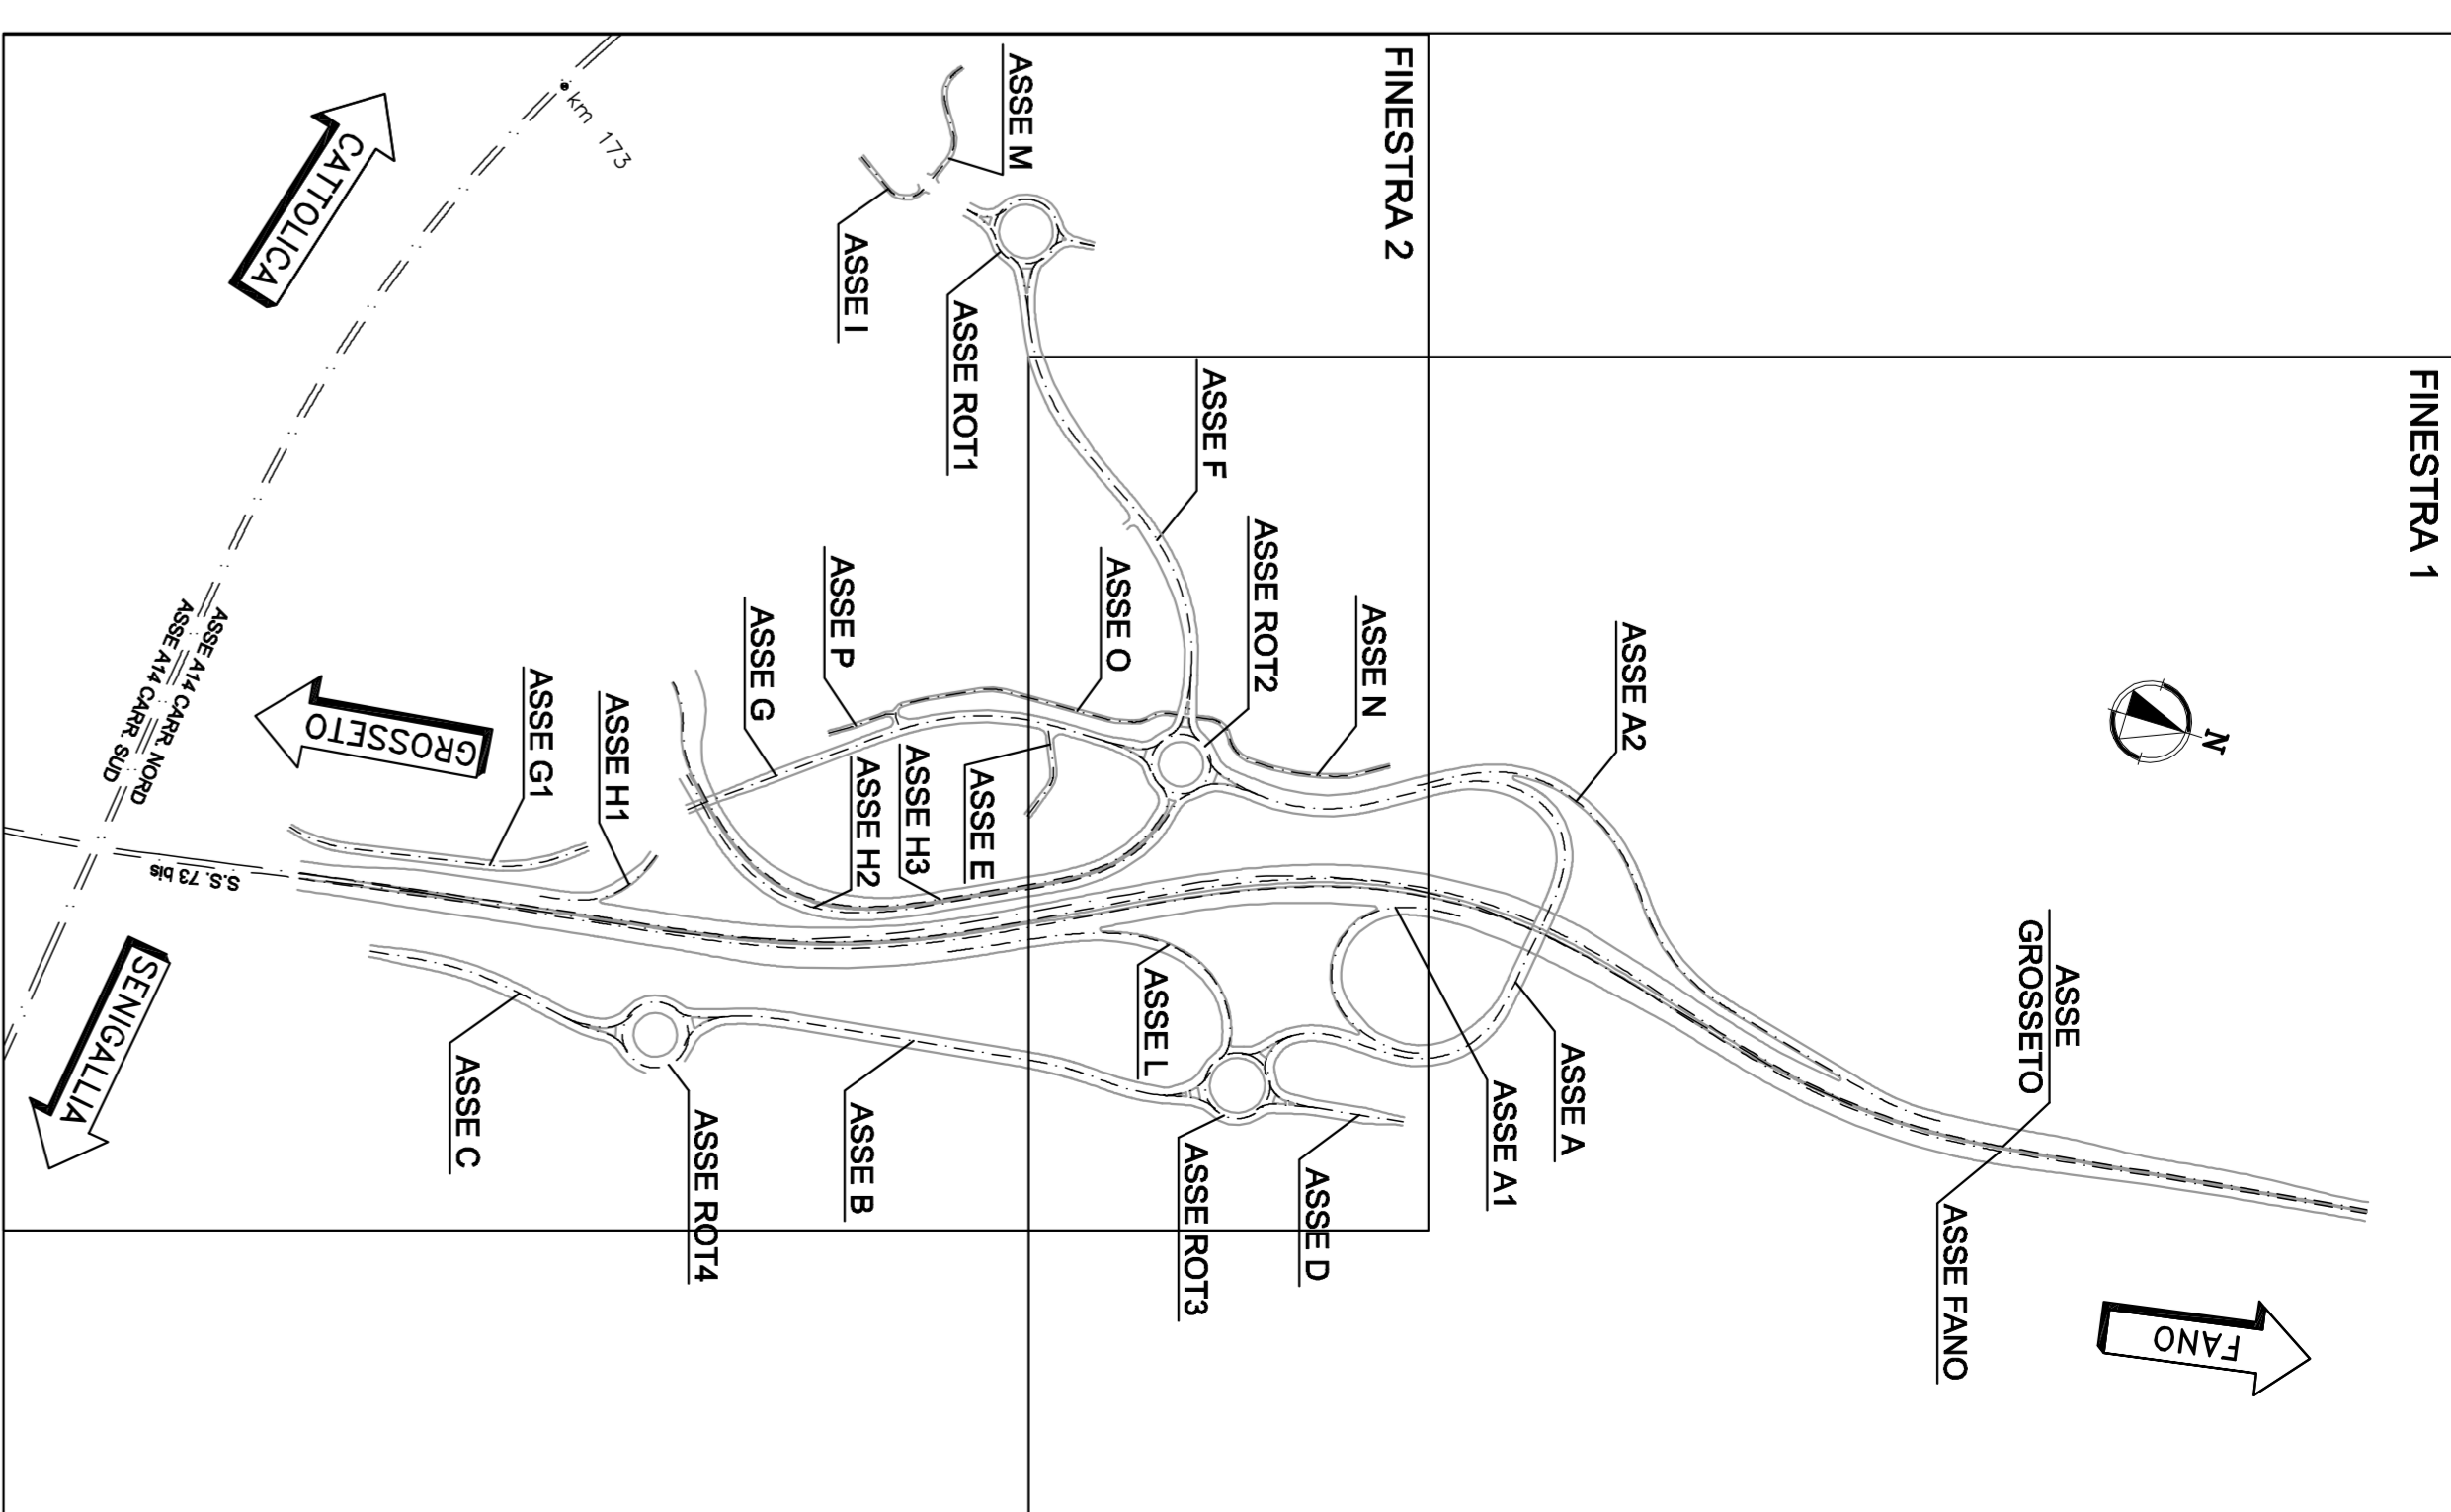 FINESTRA 1
FINESTRA 2
N
ASSE M
ASSE I
ASSE ROT1
km 173
CATTOLICA
ASSE F
ASSE ROT2
ASSE N
ASSE A2
ASSE O
ASSE P
ASSE G
ASSE H1
ASSE G1
GROSSETO
ASSE A14 CARR. NORD
ASSE A14 CARR. SUD
ASSE H2
ASSE H3
ASSE E
S.S. 73 bis
SENIGALLIA
ASSE
GROSSETO
ASSE FANO
ASSE L
ASSE A1
ASSE A
ASSE C
ASSE ROT4
ASSE B
ASSE ROT3
ASSE D
FANO